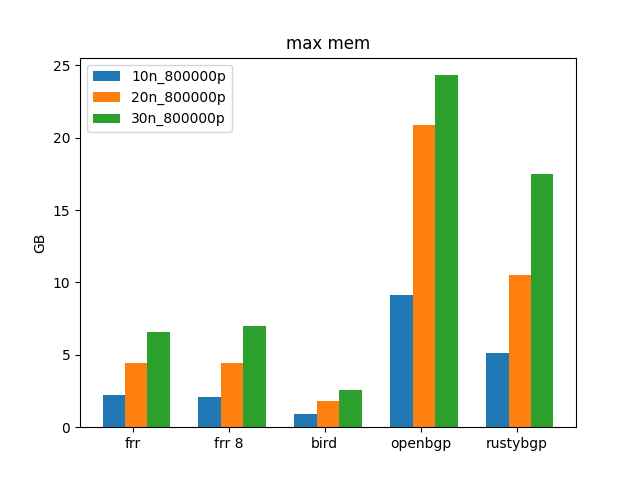 max mem
10n_800000p
20n_800000p
30n_800000p
GB
25
20
15
10
5
0
frr
frr 8
bird
openbgp
rustybgp